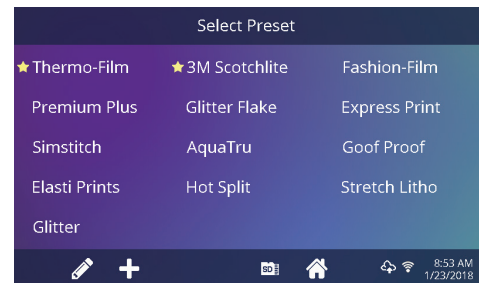 Select Preset
Thermo-Film 3M Scotchlite Fashion-Film
Premium Plus Glitter Flake Express Print
Simstitch AquaTru Goof Proof
Elasti Prints Hot Split Stretch Litho
Glitter
SD 8:53 AM
1/23/2018